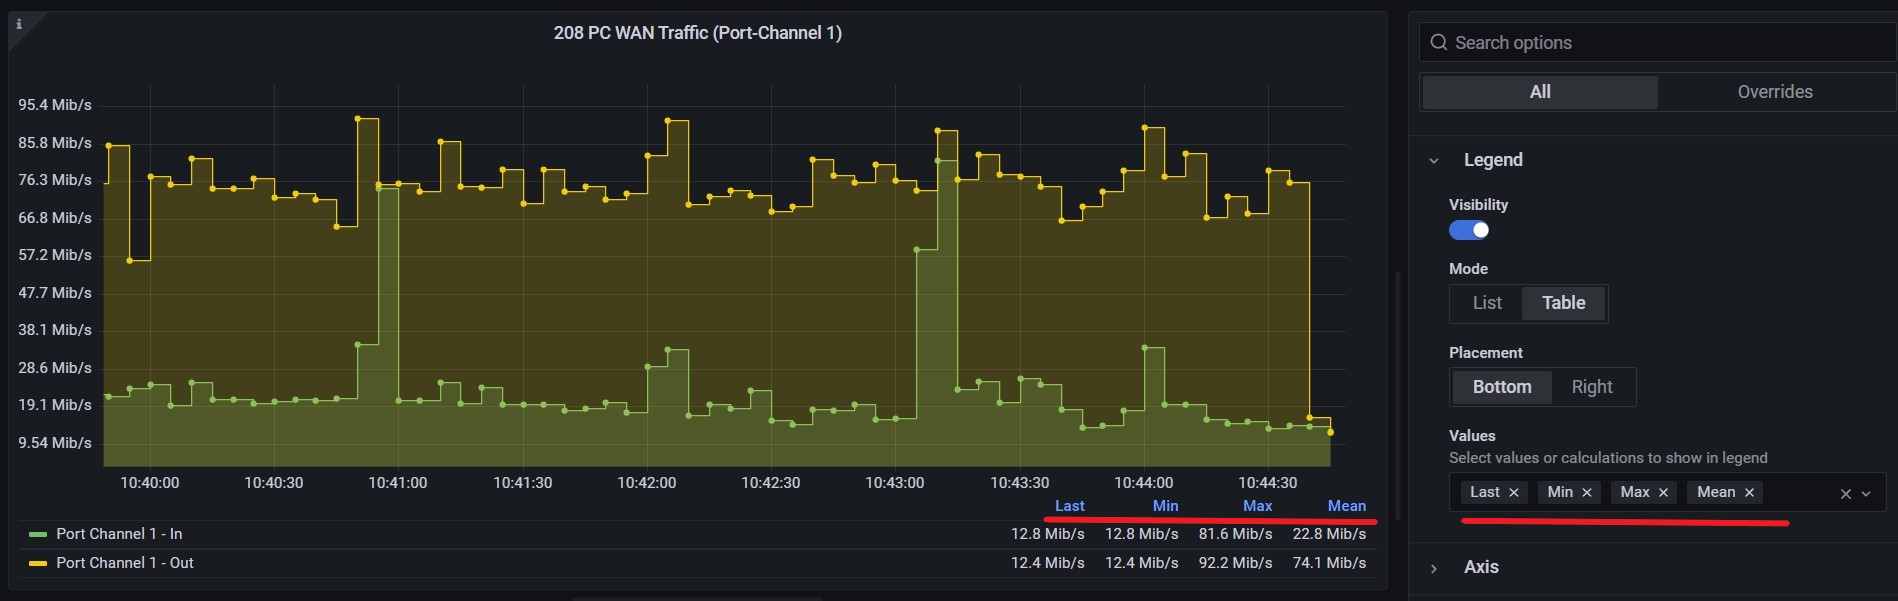 i
208 PC WAN Traffic (Port-Channel 1)
95.4 Mib/s
85.8 Mib/s
76.3 Mib/s
66.8 Mib/s
57.2 Mib/s
47.7 Mib/s
38.1 Mib/s
28.6 Mib/s
19.1 Mib/s
9.54 Mib/s
10:40:00 10:40:30 10:41:00 10:41:30 10:42:00 10:42:30 10:43:00 10:43:30 10:44:00 10:44:30
Last Min Max Mean
Port Channel 1 - In 12.8 Mib/s 12.8 Mib/s 81.6 Mib/s 22.8 Mib/s
Port Channel 1 - Out 12.4 Mib/s 12.4 Mib/s 92.2 Mib/s 74.1 Mib/s
Search options
All Overrides
Legend
Visibility
Mode
List Table
Placement
Bottom Right
Values
Select values or calculations to show in legend
Last Min Max Mean
Axis